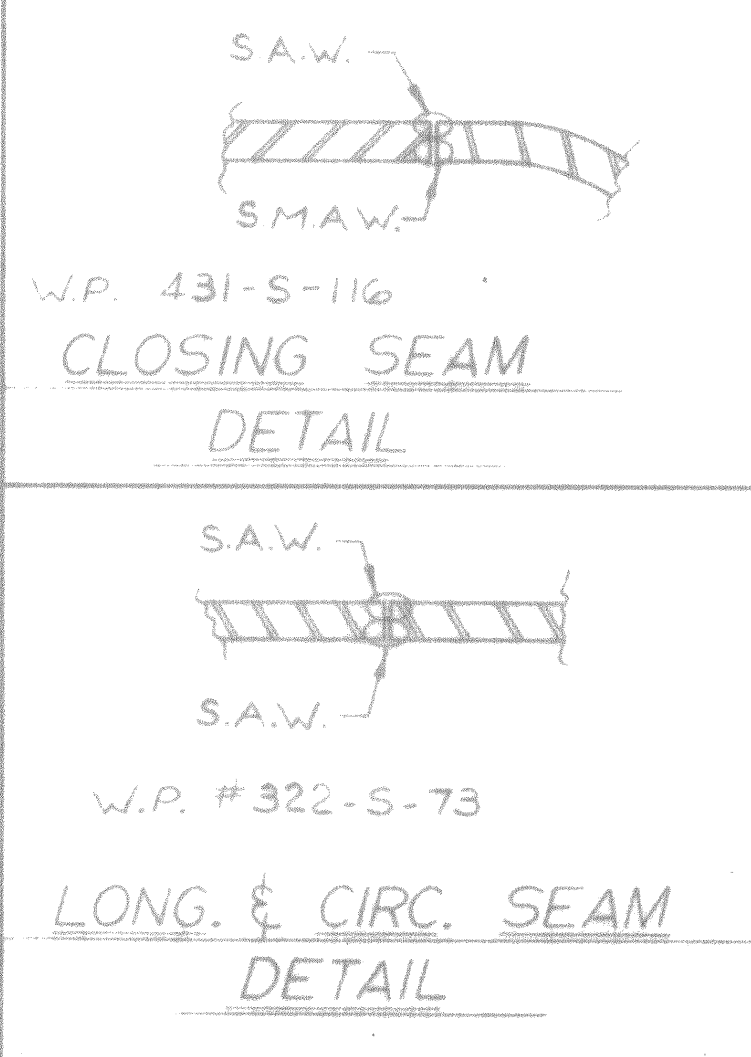 S.A.W.
S.M.A.W.
W.P. 431-S-116
CLOSING SEAM
DETAIL
S.A.W.
S.A.W.
W.P. #322-S-73
LONG. & CIRC. SEAM
DETAIL